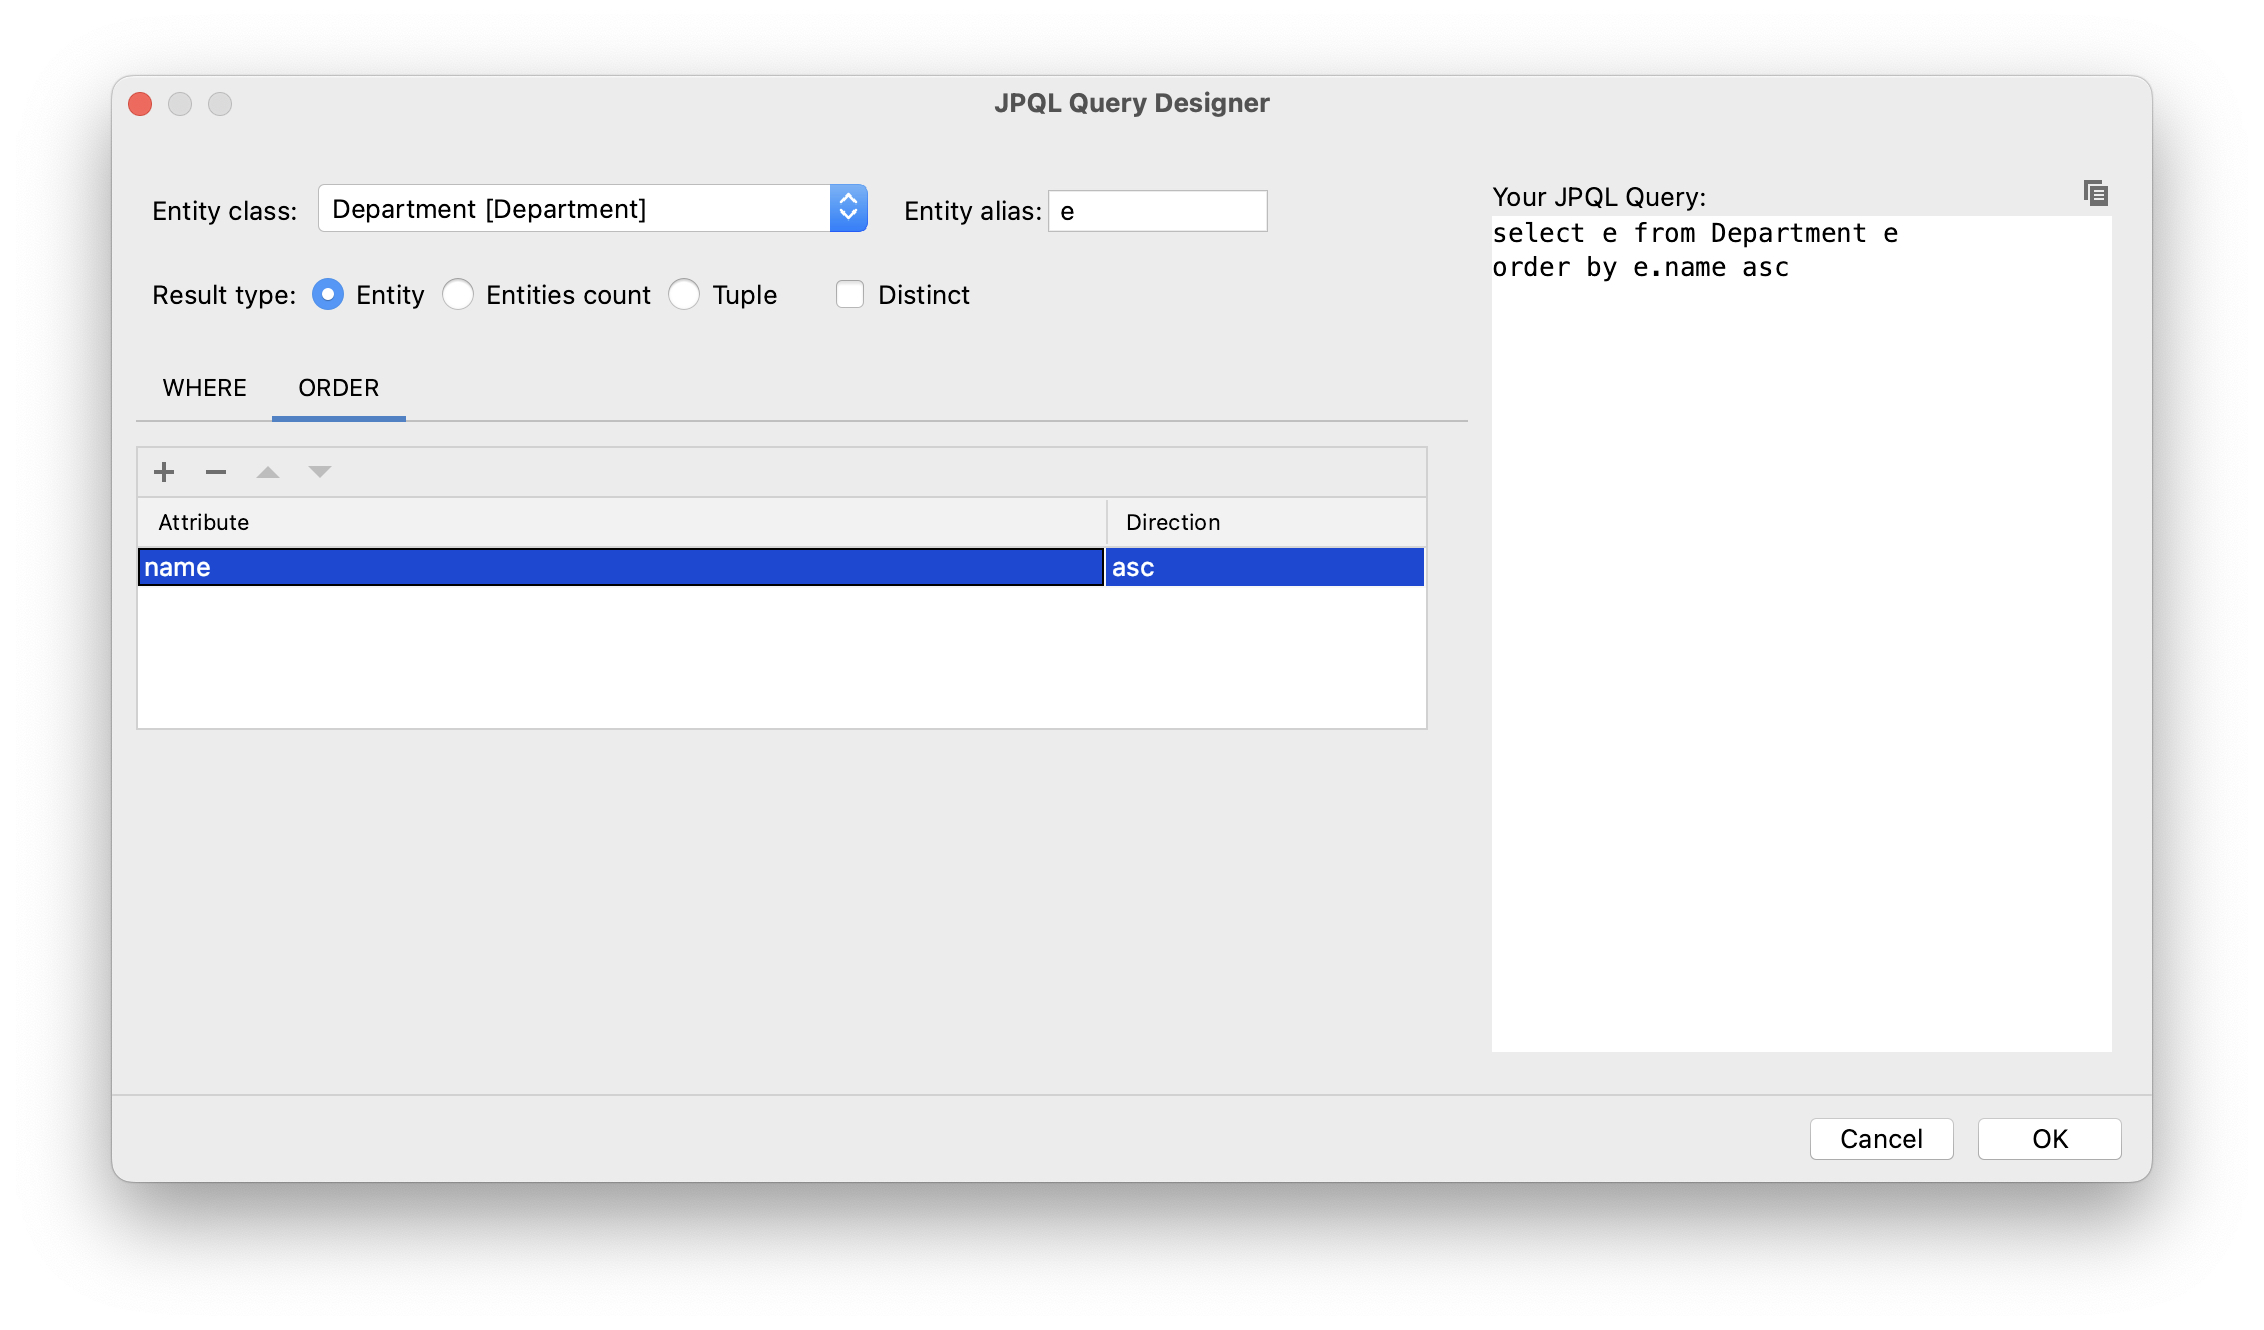 JPQL Query Designer
Entity class: Department [Department] Entity alias: e
Result type: Entity Entities count Tuple Distinct
WHERE ORDER
Attribute Direction
name asc
Your JPQL Query:
select e from Department e
order by e.name asc
Cancel OK